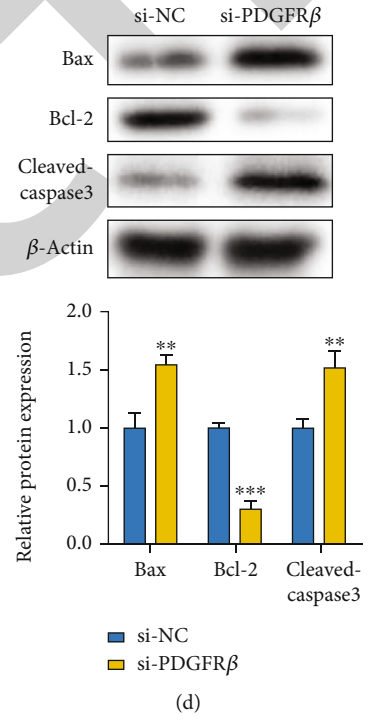 si-NC si-PDGFRβ
Bax
Bcl-2
Cleaved-
caspase3
β-Actin
2.0
1.5
1.0
0.5
0.0
Relative protein expression
**
***
**
Bax Bcl-2 Cleaved-
caspase3
si-NC
si-PDGFRβ
(d)